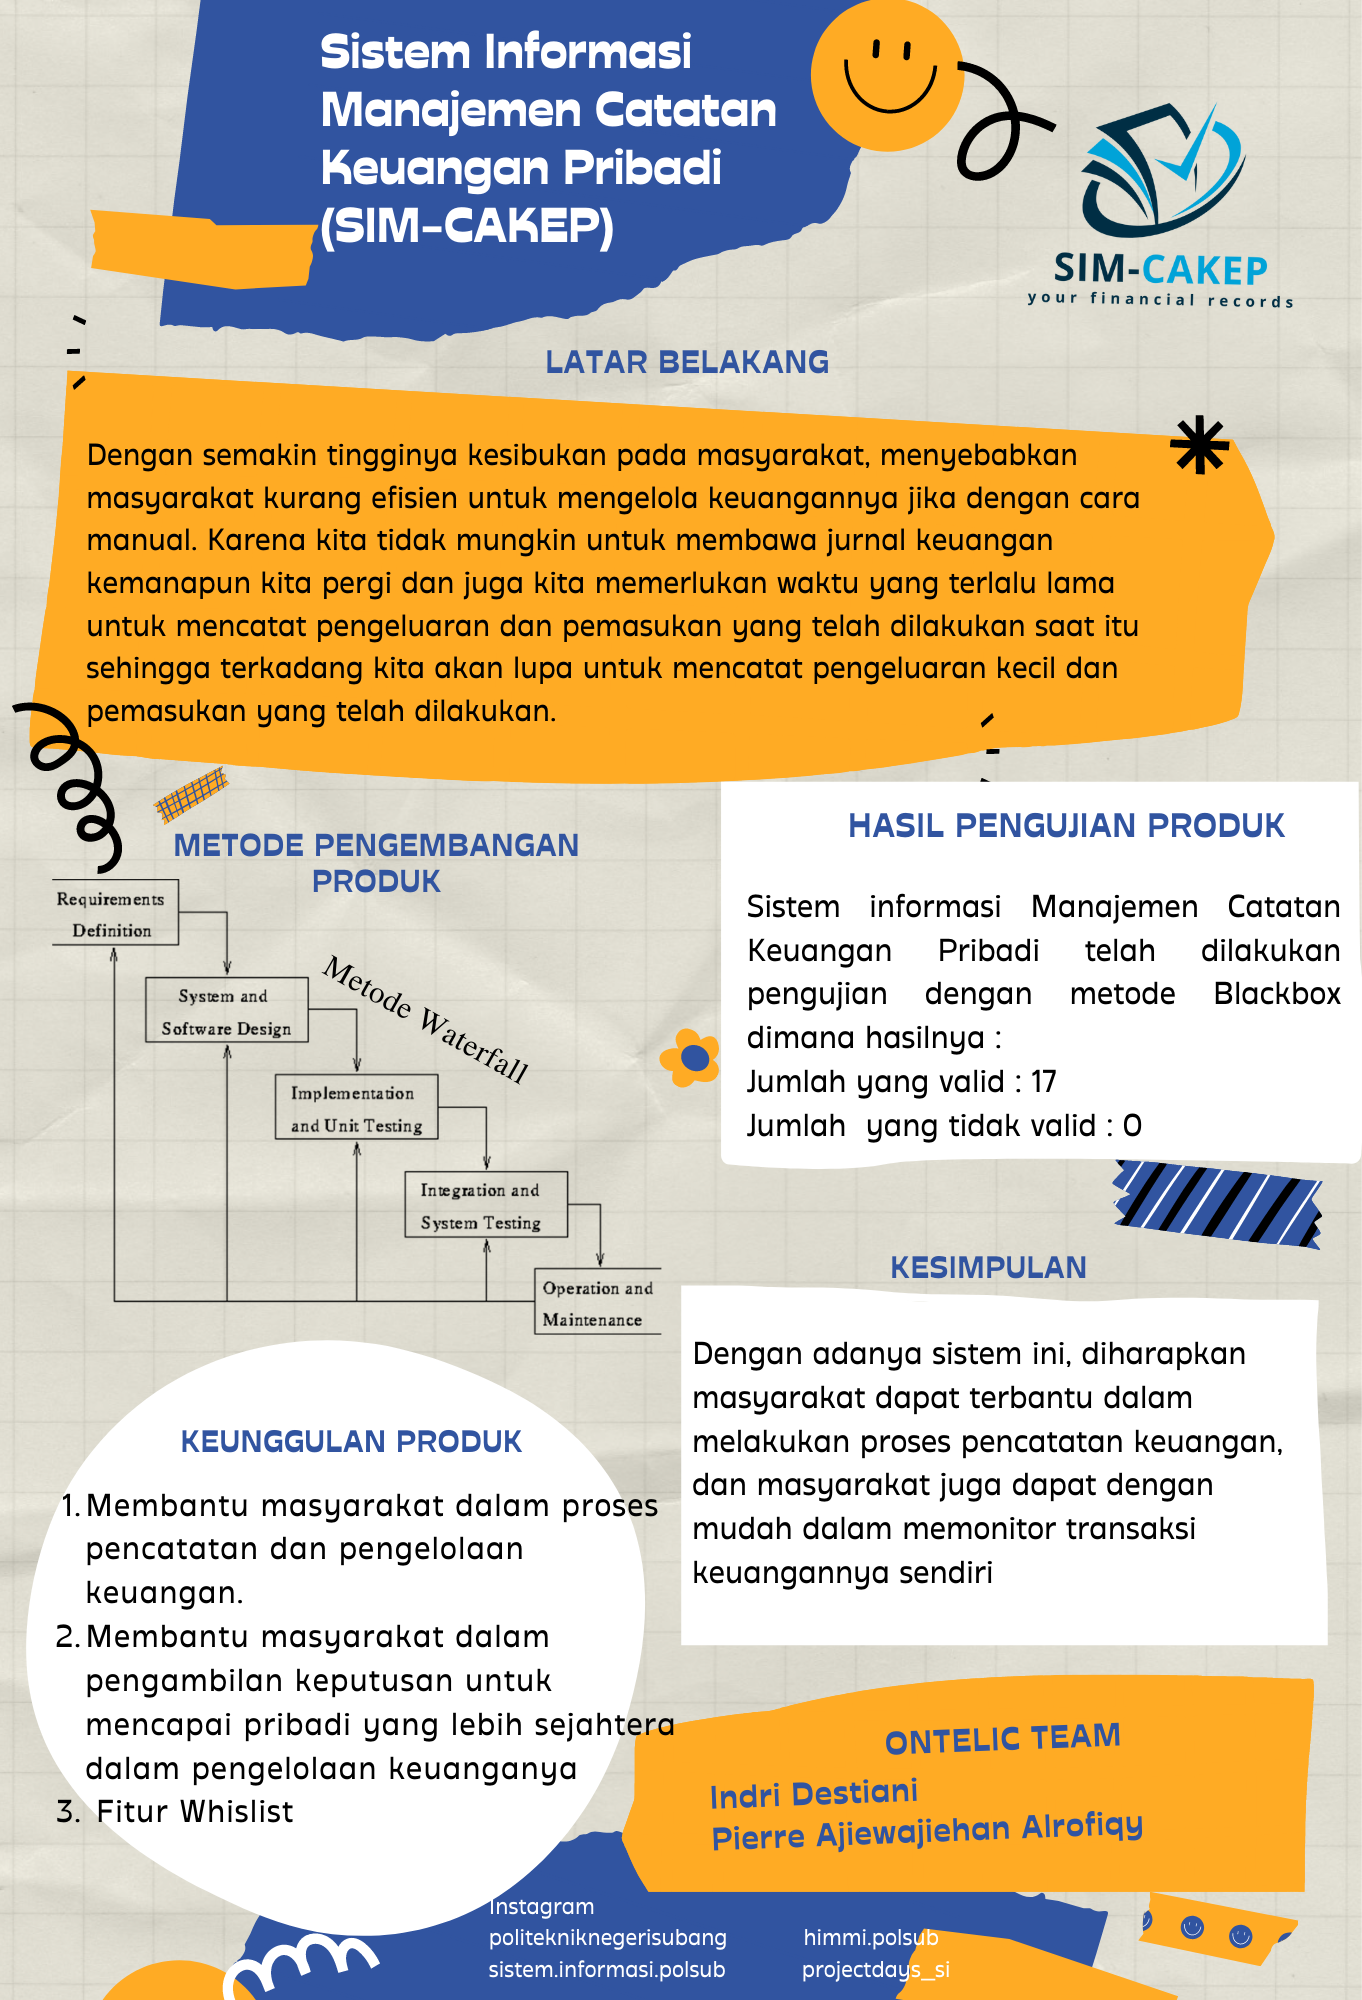 Sistem Informasi
Manajemen Catatan
Keuangan Pribadi
(SIM-CAKEP)
SIM-CAKEP
your financial records
LATAR BELAKANG
Dengan semakin tingginya kesibukan pada masyarakat, menyebabkan
masyarakat kurang efisien untuk mengelola keuangannya jika dengan cara
manual. Karena kita tidak mungkin untuk membawa jurnal keuangan
kemanapun kita pergi dan juga kita memerlukan waktu yang terlalu lama
untuk mencatat pengeluaran dan pemasukan yang telah dilakukan saat itu
sehingga terkadang kita akan lupa untuk mencatat pengeluaran kecil dan
pemasukan yang telah dilakukan.
METODE PENGEMBANGAN
PRODUK
Requirements
Definition
System and
Software Design
Metode Waterfall
Implementation
and Unit Testing
Integration and
System Testing
Operation and
Maintenance
HASIL PENGUJIAN PRODUK
Sistem informasi Manajemen Catatan
Keuangan Pribadi telah dilakukan
pengujian dengan metode Blackbox
dimana hasilnya :
Jumlah yang valid : 17
Jumlah yang tidak valid : 0
KESIMPULAN
Dengan adanya sistem ini, diharapkan
masyarakat dapat terbantu dalam
melakukan proses pencatatan keuangan,
dan masyarakat juga dapat dengan
mudah dalam memonitor transaksi
keuangannya sendiri
KEUNGGULAN PRODUK
1. Membantu masyarakat dalam proses
pencatatan dan pengelolaan
keuangan.
2. Membantu masyarakat dalam
pengambilan keputusan untuk
mencapai pribadi yang lebih sejahtera
dalam pengelolaan keuanganya
3. Fitur Whislist
ONTELIC TEAM
Indri Destiani
Pierre Ajiewajiehan Alrofiqy
Instagram
politekniknegerisubang himmi.polsub
sistem.informasi.polsub projectdays_si